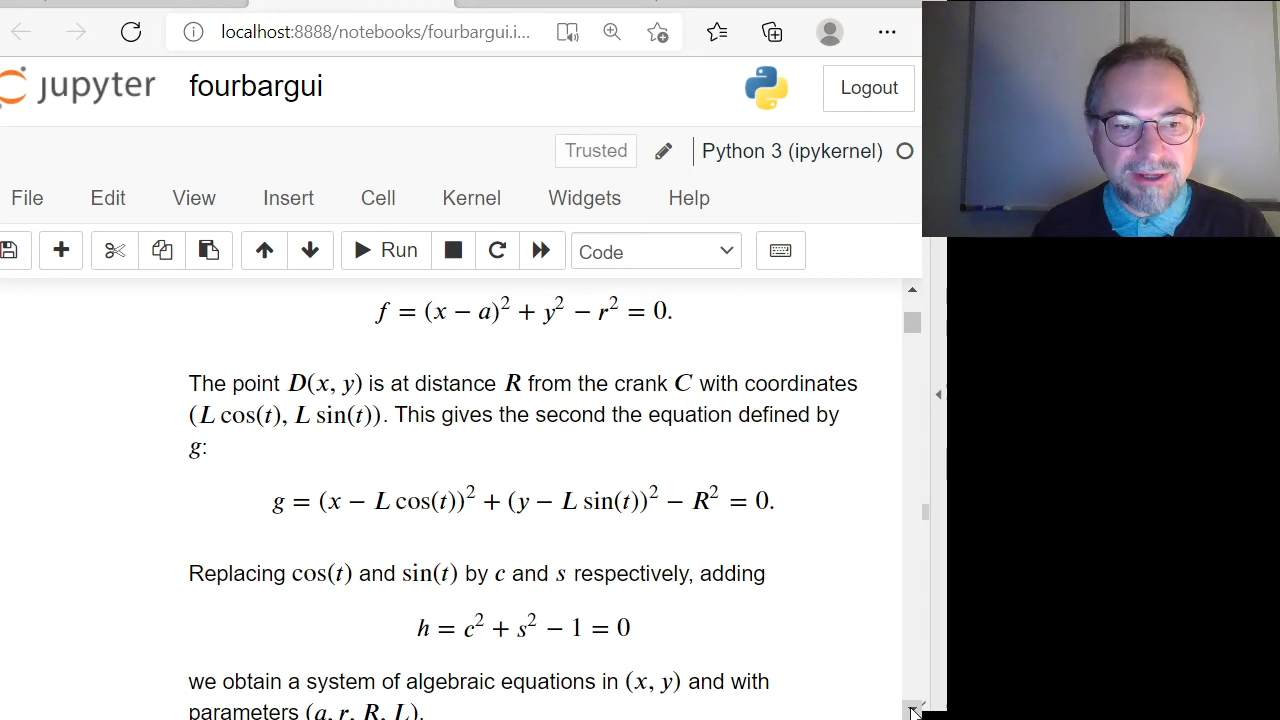 localhost:8888/notebooks/fourbargui.i...
jupyter fourbargui
Logout
Trusted Python 3 (ipykernel)
File Edit View Insert Cell Kernel Widgets Help
Run Code
f = (x − a)² + y² − r² = 0.
The point D(x, y) is at distance R from the crank C with coordinates
(L cos(t), L sin(t)). This gives the second the equation defined by
g:
g = (x − L cos(t))² + (y − L sin(t))² − R² = 0.
Replacing cos(t) and sin(t) by c and s respectively, adding
h = c² + s² − 1 = 0
we obtain a system of algebraic equations in (x, y) and with
parameters (a, r, R, L).